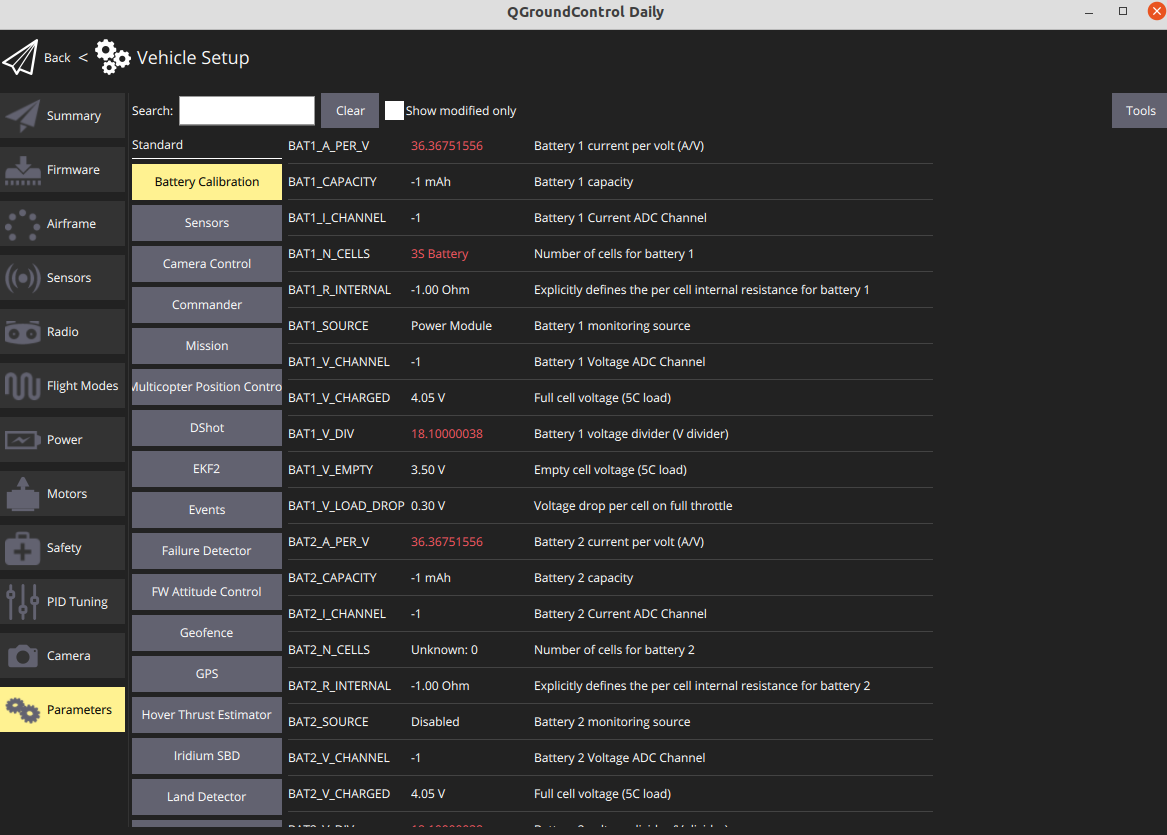 QGroundControl Daily
Back < Vehicle Setup
Summary
Firmware
Airframe
Sensors
Radio
Flight Modes
Power
Motors
Safety
PID Tuning
Camera
Parameters
Search: Clear Show modified only Tools
Standard
Battery Calibration
Sensors
Camera Control
Commander
Mission
Multicopter Position Contro
DShot
EKF2
Events
Failure Detector
FW Attitude Control
Geofence
GPS
Hover Thrust Estimator
Iridium SBD
Land Detector
BAT1_A_PER_V 36.36751556 Battery 1 current per volt (A/V)
BAT1_CAPACITY -1 mAh Battery 1 capacity
BAT1_I_CHANNEL -1 Battery 1 Current ADC Channel
BAT1_N_CELLS 3S Battery Number of cells for battery 1
BAT1_R_INTERNAL -1.00 Ohm Explicitly defines the per cell internal resistance for battery 1
BAT1_SOURCE Power Module Battery 1 monitoring source
BAT1_V_CHANNEL -1 Battery 1 Voltage ADC Channel
BAT1_V_CHARGED 4.05 V Full cell voltage (5C load)
BAT1_V_DIV 18.10000038 Battery 1 voltage divider (V divider)
BAT1_V_EMPTY 3.50 V Empty cell voltage (5C load)
BAT1_V_LOAD_DROP 0.30 V Voltage drop per cell on full throttle
BAT2_A_PER_V 36.36751556 Battery 2 current per volt (A/V)
BAT2_CAPACITY -1 mAh Battery 2 capacity
BAT2_I_CHANNEL -1 Battery 2 Current ADC Channel
BAT2_N_CELLS Unknown: 0 Number of cells for battery 2
BAT2_R_INTERNAL -1.00 Ohm Explicitly defines the per cell internal resistance for battery 2
BAT2_SOURCE Disabled Battery 2 monitoring source
BAT2_V_CHANNEL -1 Battery 2 Voltage ADC Channel
BAT2_V_CHARGED 4.05 V Full cell voltage (5C load)